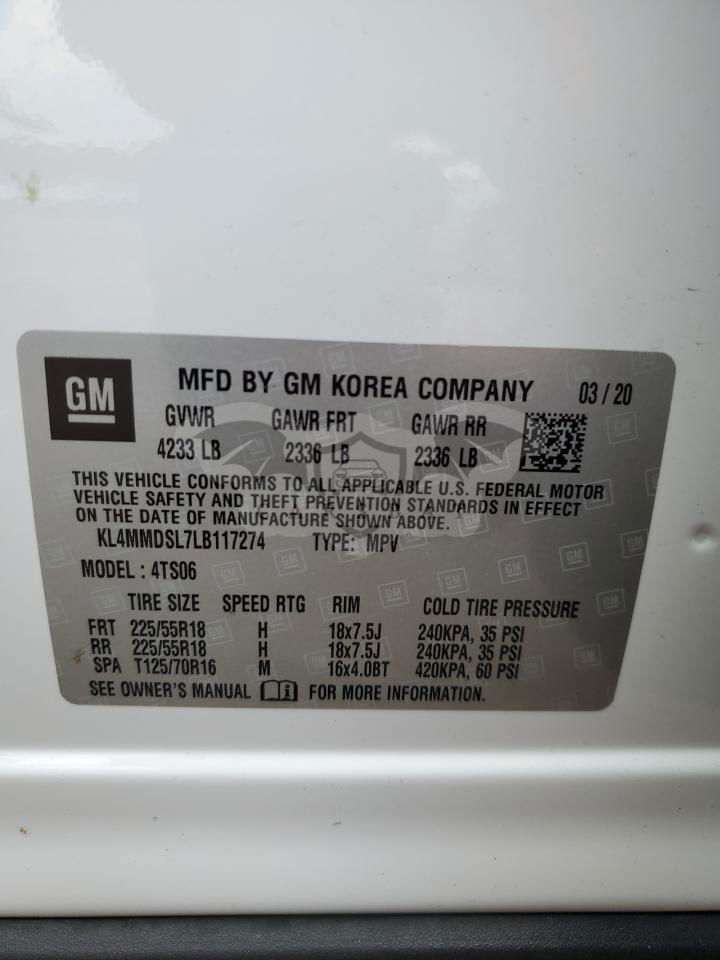 GM MFD BY GM KOREA COMPANY 03 / 20
GVWR GAWR FRT GAWR RR
4233 LB 2336 LB 2336 LB
THIS VEHICLE CONFORMS TO ALL APPLICABLE U.S. FEDERAL MOTOR
VEHICLE SAFETY AND THEFT PREVENTION STANDARDS IN EFFECT
ON THE DATE OF MANUFACTURE SHOWN ABOVE.
KL4MMDSL7LB117274 TYPE: MPV
MODEL : 4TS06
TIRE SIZE SPEED RTG RIM COLD TIRE PRESSURE
FRT 225/55R18 H 18x7.5J 240KPA, 35 PSI
RR 225/55R18 H 18x7.5J 240KPA, 35 PSI
SPA T125/70R16 M 16x4.0BT 420KPA, 60 PSI
SEE OWNER'S MANUAL FOR MORE INFORMATION.